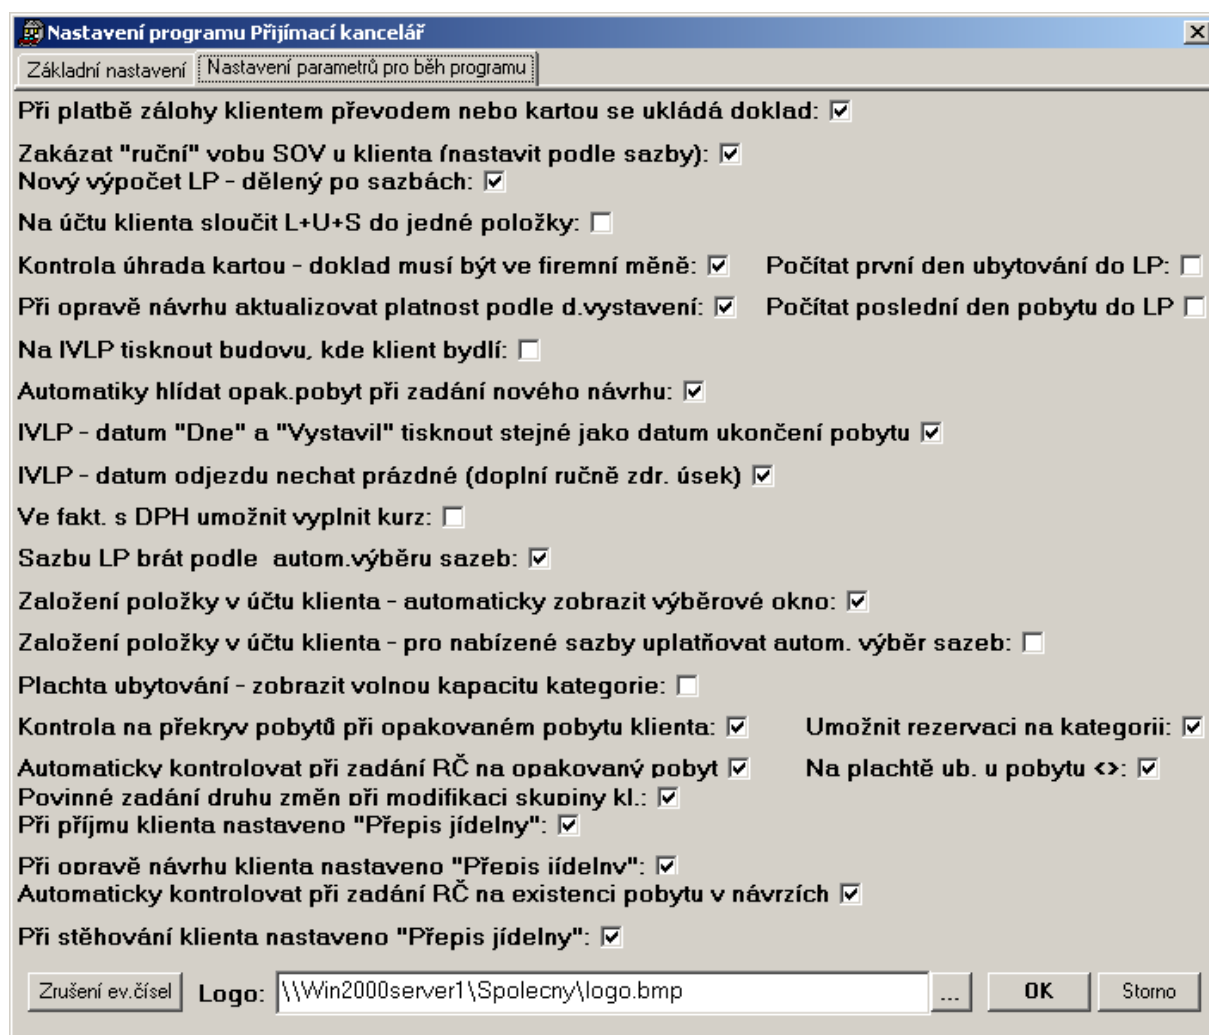 Nastavení programu Přijímací kancelář
Základní nastavení Nastavení parametrů pro běh programu
Při platbě zálohy klientem převodem nebo kartou se ukládá doklad:
Zakázat "ruční" vobu SOV u klienta (nastavit podle sazby):
Nový výpočet LP - dělený po sazbách:
Na účtu klienta sloučit L+U+S do jedné položky:
Kontrola úhrada kartou - doklad musí být ve firemní měně: Počítat první den ubytování do LP:
Při opravě návrhu aktualizovat platnost podle d.vystavení: Počítat poslední den pobytu do LP
Na IVLP tisknout budovu, kde klient bydlí:
Automatiky hlídat opak.pobyt při zadání nového návrhu:
IVLP - datum "Dne" a "Vystavil" tisknout stejné jako datum ukončení pobytu
IVLP - datum odjezdu nechat prázdné (doplní ručně zdr. úsek)
Ve fakt. s DPH umožnit vyplnit kurz:
Sazbu LP brát podle autom.výběru sazeb:
Založení položky v účtu klienta - automaticky zobrazit výběrové okno:
Založení položky v účtu klienta - pro nabízené sazby uplatňovat autom. výběr sazeb:
Plachta ubytování - zobrazit volnou kapacitu kategorie:
Kontrola na překryv pobytů při opakovaném pobytu klienta: Umožnit rezervaci na kategorii:
Automaticky kontrolovat při zadání RČ na opakovaný pobyt Na plachtě ub. u pobytu <>:
Povinné zadání druhu změn při modifikaci skupiny kl.:
Při příjmu klienta nastaveno "Přepis jídelny":
Při opravě návrhu klienta nastaveno "Přepis jídelny":
Automaticky kontrolovat při zadání RČ na existenci pobytu v návrzích
Při stěhování klienta nastaveno "Přepis jídelny":
Zrušení ev.čísel Logo: \\Win2000server1\Spolecny\logo.bmp ... OK Storno